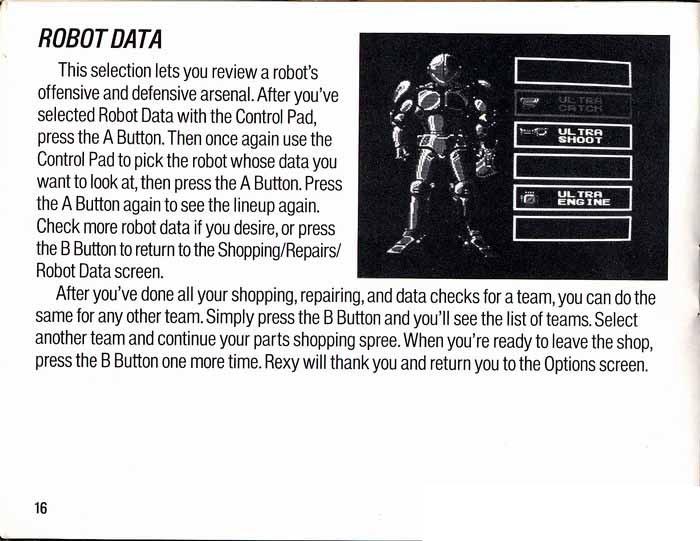 ROBOT DATA
This selection lets you review a robot's
offensive and defensive arsenal. After you've
selected Robot Data with the Control Pad,
press the A Button. Then once again use the
Control Pad to pick the robot whose data you
want to look at, then press the A Button. Press
the A Button again to see the lineup again.
Check more robot data if you desire, or press
the B Button to return to the Shopping/Repairs/
Robot Data screen.
ULTRA
CATCH
ULTRA
SHOOT
ULTRA
ENGINE
After you've done all your shopping, repairing, and data checks for a team, you can do the
same for any other team. Simply press the B Button and you'll see the list of teams. Select
another team and continue your parts shopping spree. When you're ready to leave the shop,
press the B Button one more time. Rexy will thank you and return you to the Options screen.
16